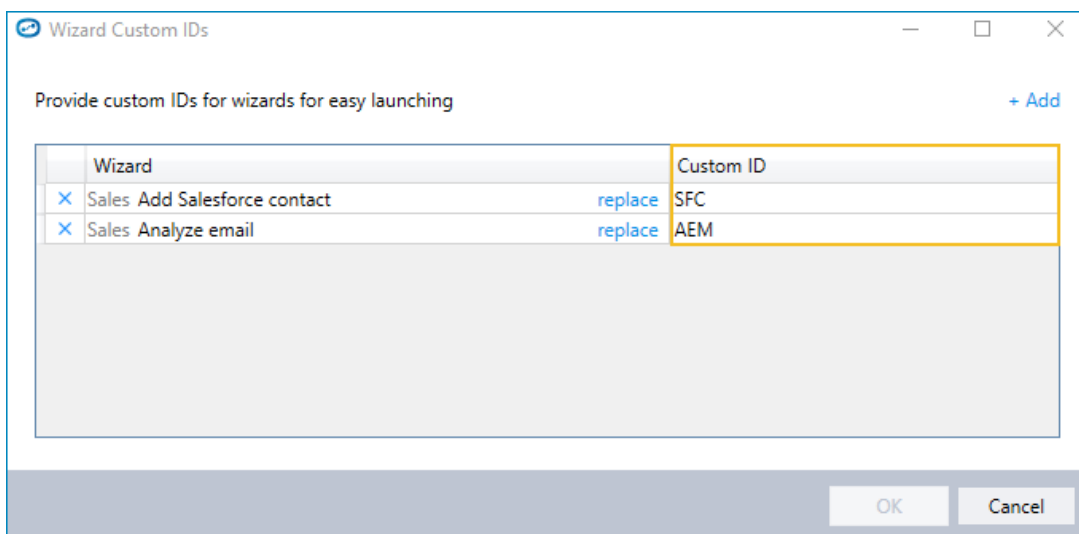 Wizard Custom IDs
Provide custom IDs for wizards for easy launching + Add
Wizard Custom ID
Sales Add Salesforce contact replace SFC
Sales Analyze email replace AEM
OK Cancel